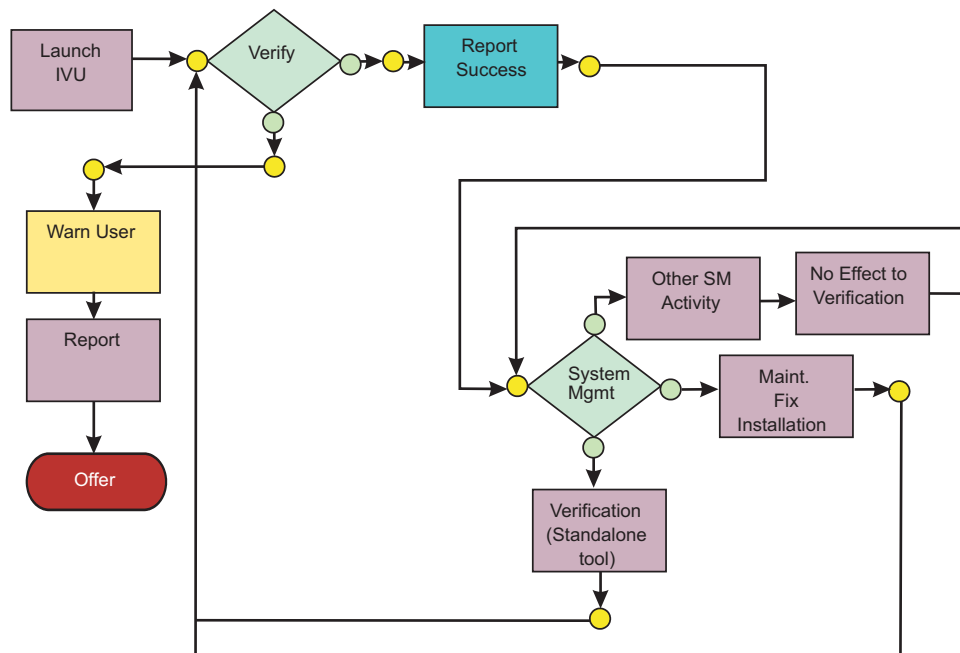 Launch
IVU
Verify
Report
Success
Warn User
Report
Offer
Other SM
Activity
No Effect to
Verification
System
Mgmt
Maint.
Fix
Installation
Verification
(Standalone
tool)